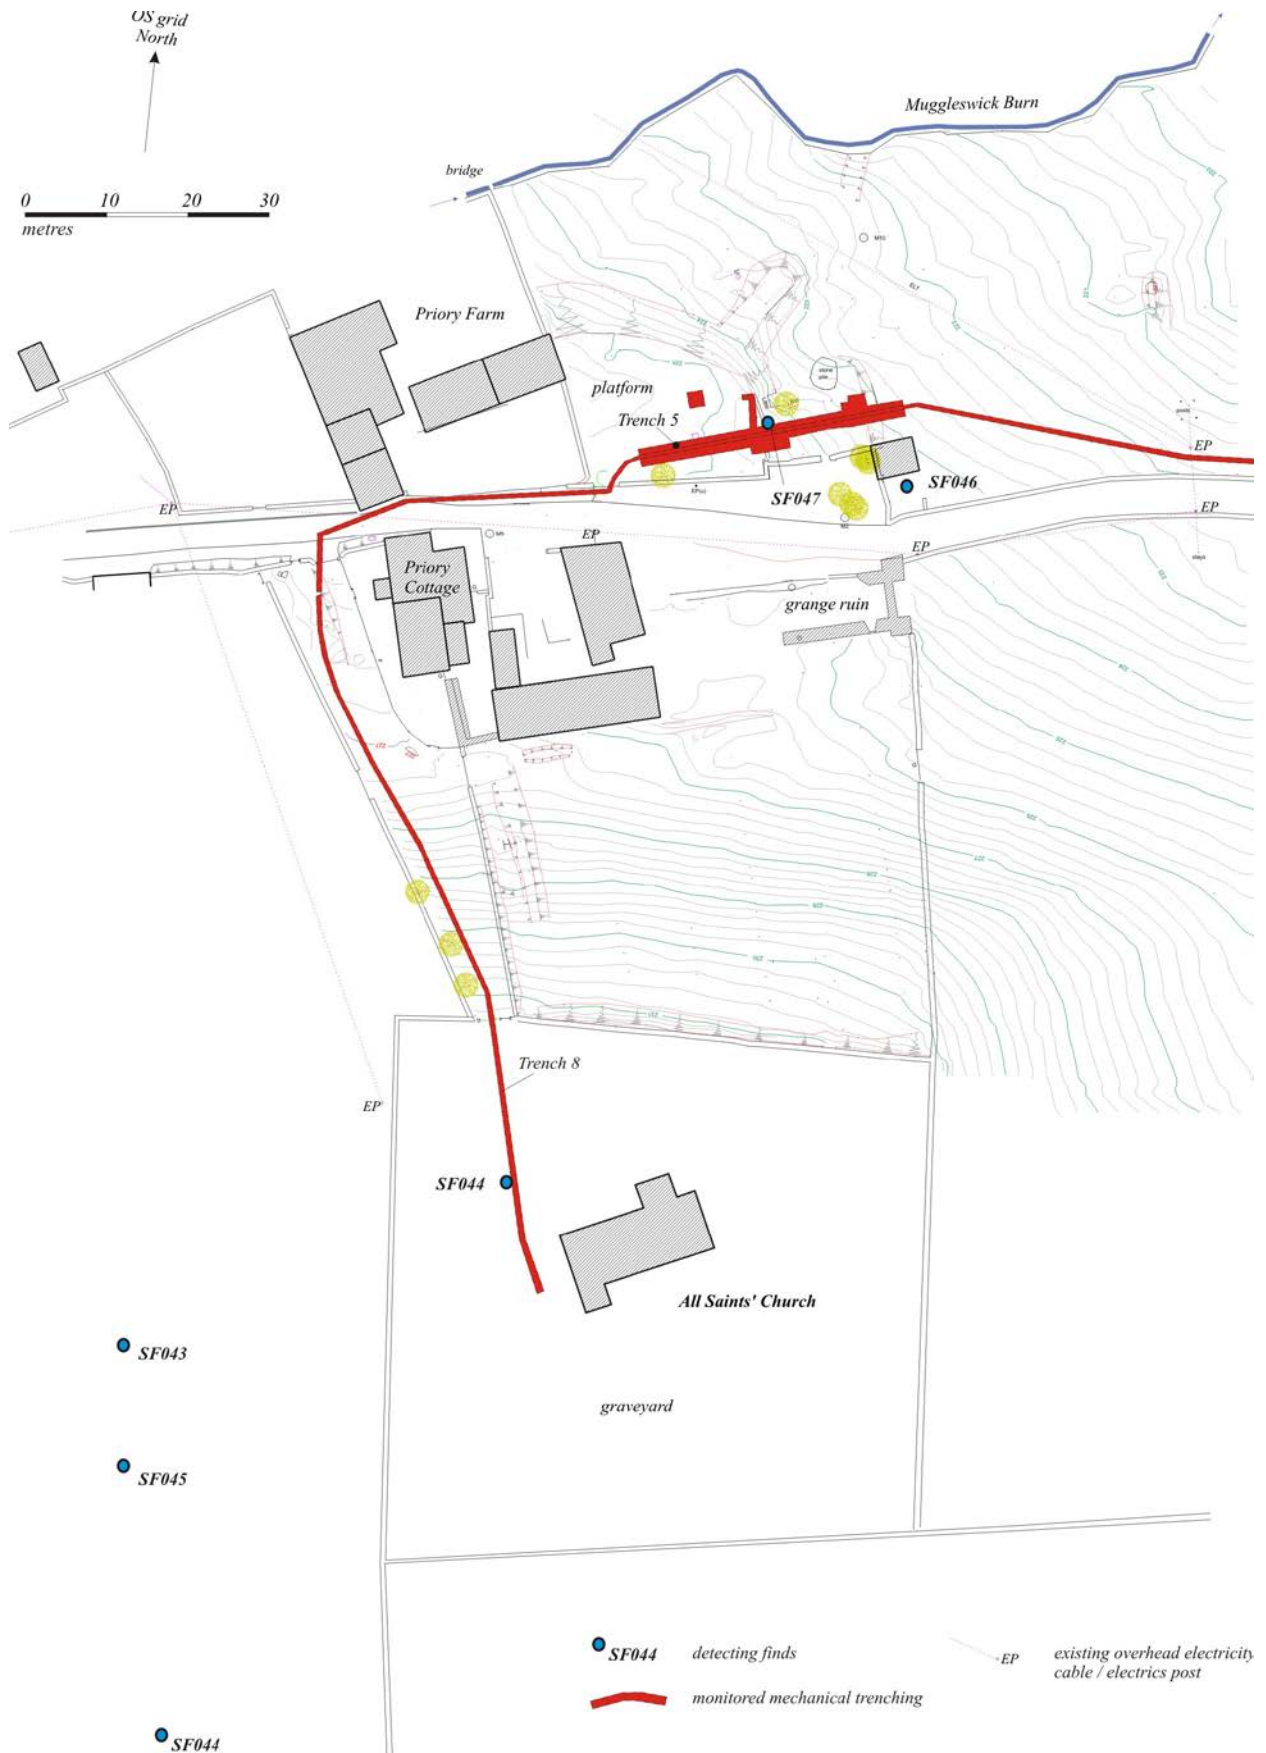 OS grid
North
Muggleswick Burn
bridge
0 10 20 30
metres
Priory Farm
platform
Trench 5
EP
SF046
SF047
EP
EP
EP
EP
Priory
Cottage
grange ruin
Trench 8
EP
SF044
All Saints' Church
SF043
graveyard
SF045
SF044 detecting finds
EP existing overhead electricity
cable / electrics post
monitored mechanical trenching
SF044